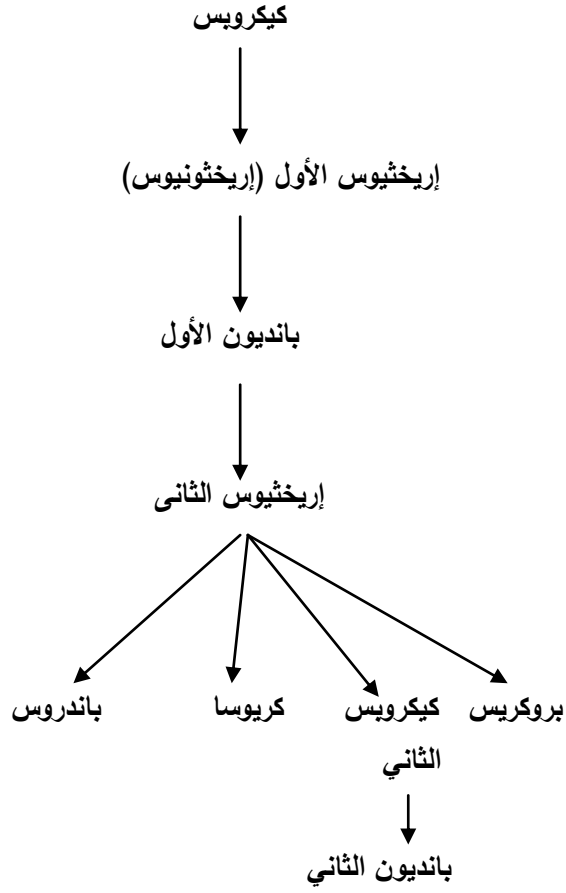 كيكروبس
إريخثيوس الأول (إريخثونيوس)
بانديون الأول
إريخثيوس الثانى
بروكريس كيكروبس كريوسا باندروس
الثاني
بانديون الثاني